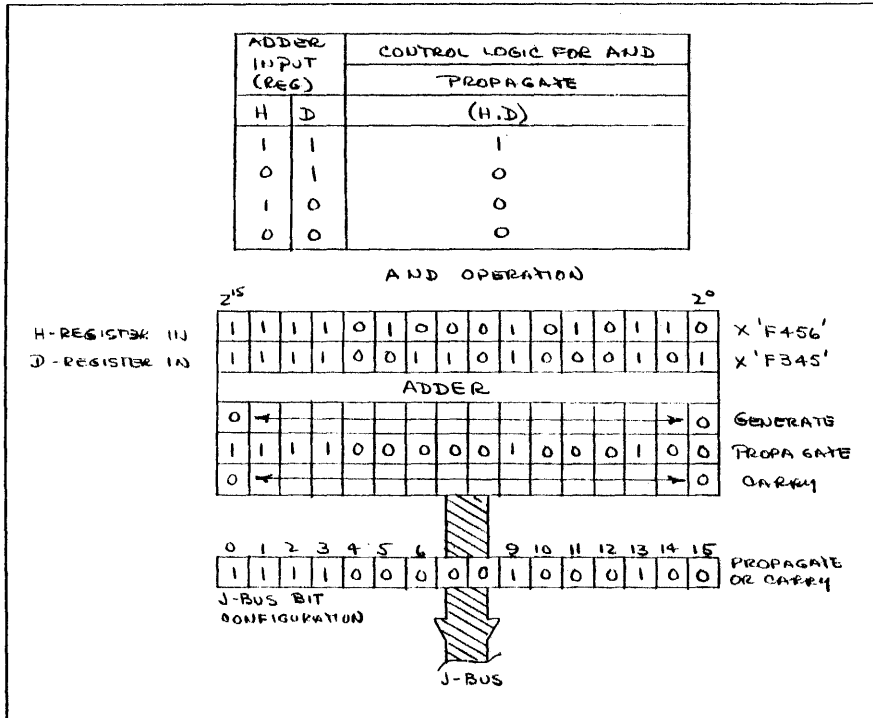 ADDER INPUT (REG)
CONTROL LOGIC FOR AND
PROPAGATE
H D (H.D)
1 1 1
0 1 0
1 0 0
0 0 0
AND OPERATION
2^15 2^0
H-REGISTER IN 1 1 1 1 0 1 0 0 0 1 0 1 0 1 1 0 X'F456'
D-REGISTER IN 1 1 1 1 0 0 1 1 0 1 0 0 0 1 0 1 X'F345'
ADDER
0 0 GENERATE
1 1 1 1 0 0 0 0 0 1 0 0 0 1 0 0 PROPAGATE
0 0 CARRY
0 1 2 3 4 5 6 9 10 11 12 13 14 15
1 1 1 1 0 0 0 0 0 1 0 0 0 1 0 0 PROPAGATE OR CARRY
J-BUS BIT
CONFIGURATION
J-BUS